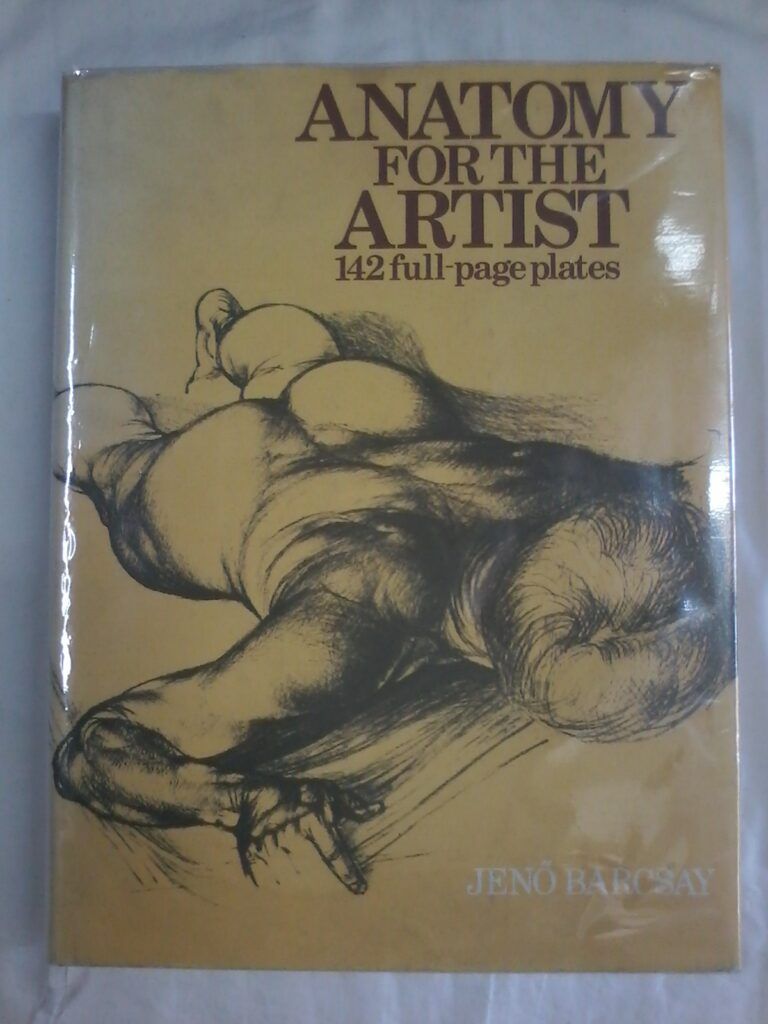 ANATOMY
FOR THE
ARTIST
142 full-page plates
JENŐ BARCSAY